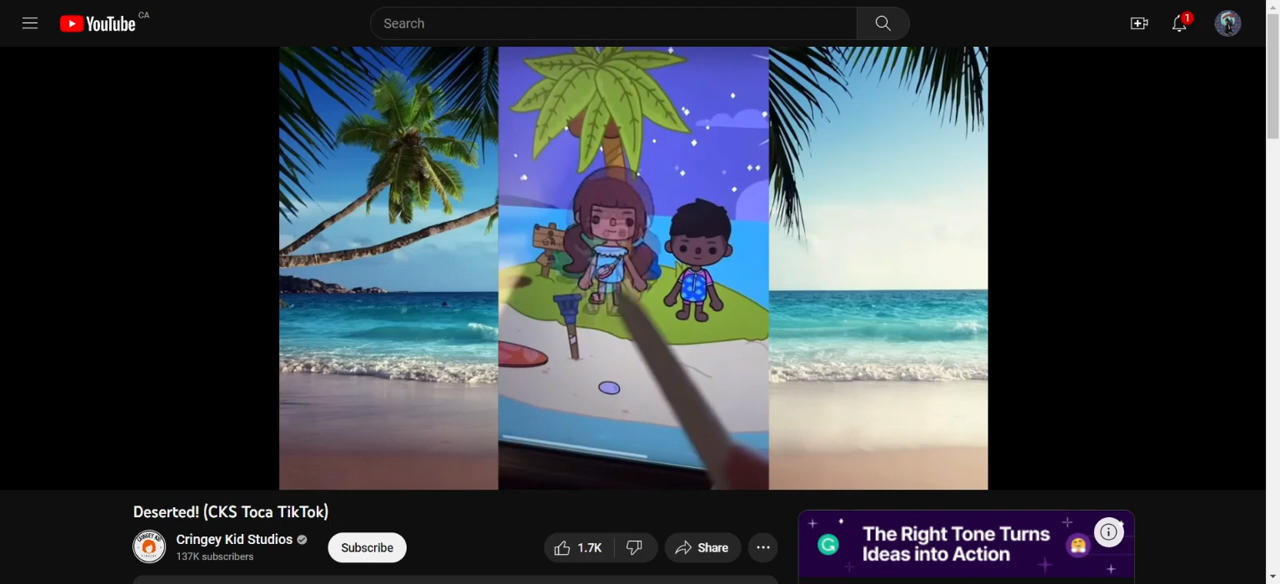 YouTube CA
Search
1
Deserted! (CKS Toca TikTok)
Cringey Kid Studios
137K subscribers
Subscribe
1.7K
Share
The Right Tone Turns
Ideas into Action